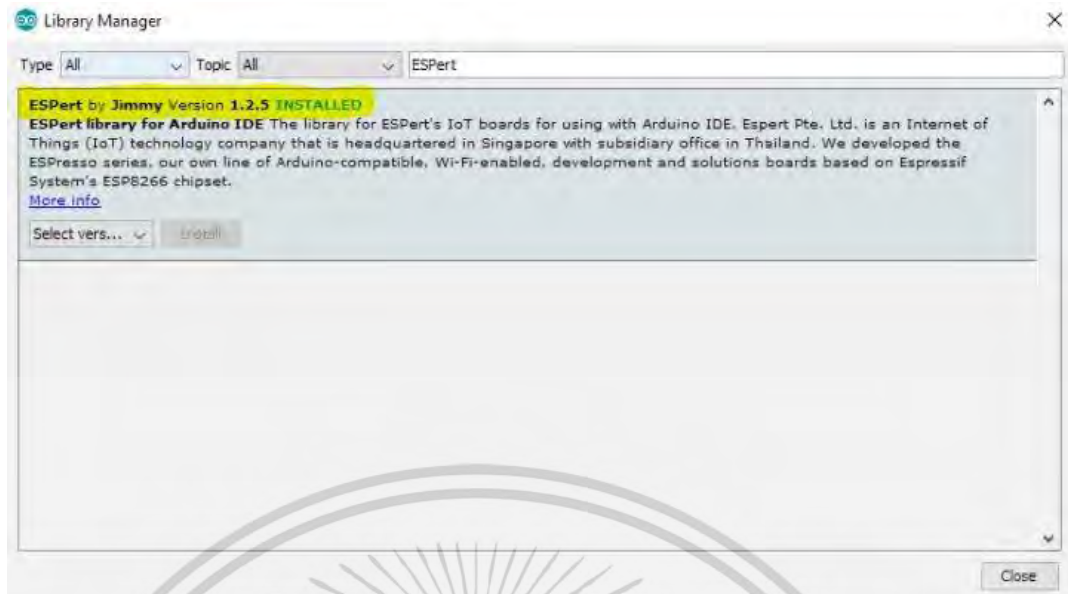 Library Manager
Type All Topic All ESPert
ESPert by Jimmy Version 1.2.5 INSTALLED
ESPert library for Arduino IDE The library for ESPert's IoT boards for using with Arduino IDE. Espert Pte. Ltd. is an Internet of
Things (IoT) technology company that is headquartered in Singapore with subsidiary office in Thailand. We developed the
ESPresso series, our own line of Arduino-compatible, Wi-Fi-enabled, development and solutions boards based on Espressif
System's ESP8266 chipset.
More info
Select vers... Install
Close